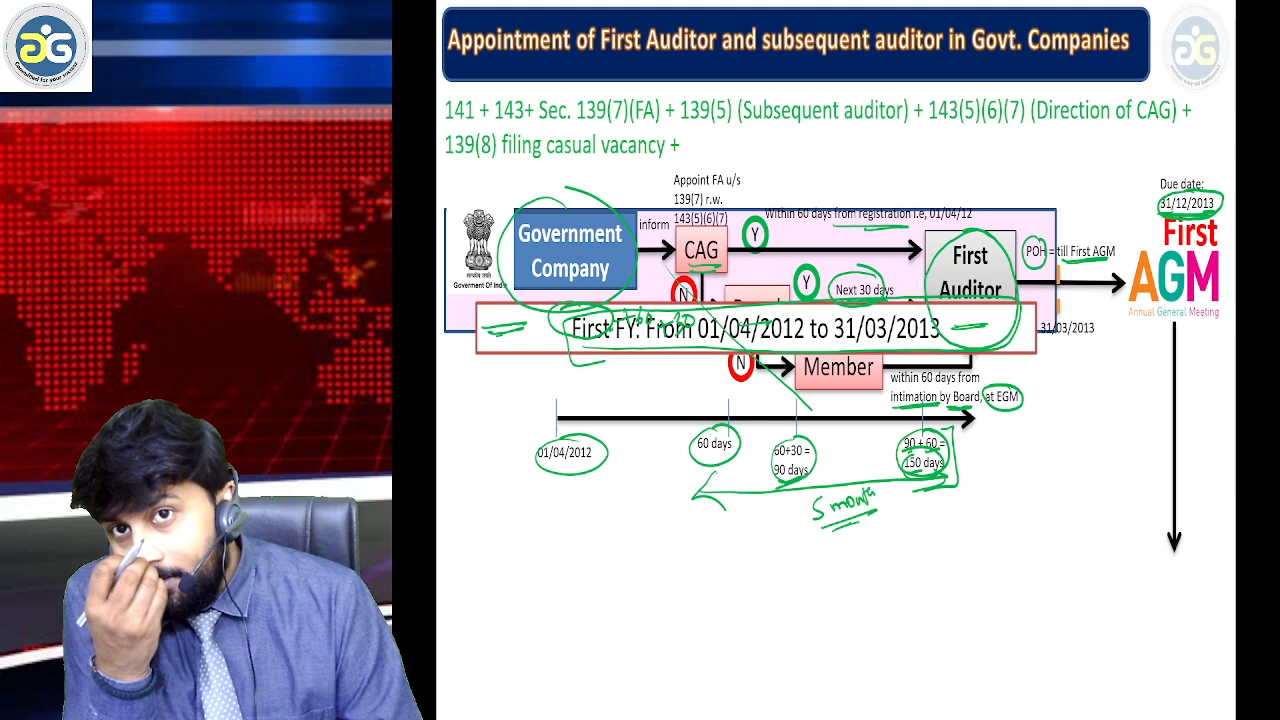 Appointment of First Auditor and subsequent auditor in Govt. Companies
141 + 143+ Sec. 139(7)(FA) + 139(5) (Subsequent auditor) + 143(5)(6)(7) (Direction of CAG) +
139(8) filing casual vacancy +
Appoint FA u/s
139(7) r.w.
143(5)(6)(7)
Due date:
31/12/2013
Within 60 days from registration i.e, 01/04/12
Government
Company
inform
CAG
Y
First
Auditor
POH = till First AGM
First
AGM
Annual General Meeting
सत्यमेव जयते
Government Of India
N
Y
Next 30 days
First FY: From 01/04/2012 to 31/03/2013
31/03/2013
N
Member
within 60 days from
intimation by Board, at EGM
01/04/2012
60 days
60+30 =
90 days
90 + 60 =
150 days
5 month